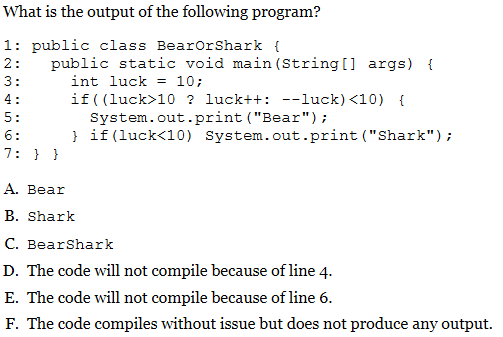 What is the output of the following program?
1: public class BearOrShark {
2:   public static void main(String[] args) {
3:     int luck = 10;
4:     if((luck>10 ? luck++: --luck)<10) {
5:       System.out.print("Bear");
6:     } if(luck<10) System.out.print("Shark");
7: } }
A. Bear
B. Shark
C. BearShark
D. The code will not compile because of line 4.
E. The code will not compile because of line 6.
F. The code compiles without issue but does not produce any output.